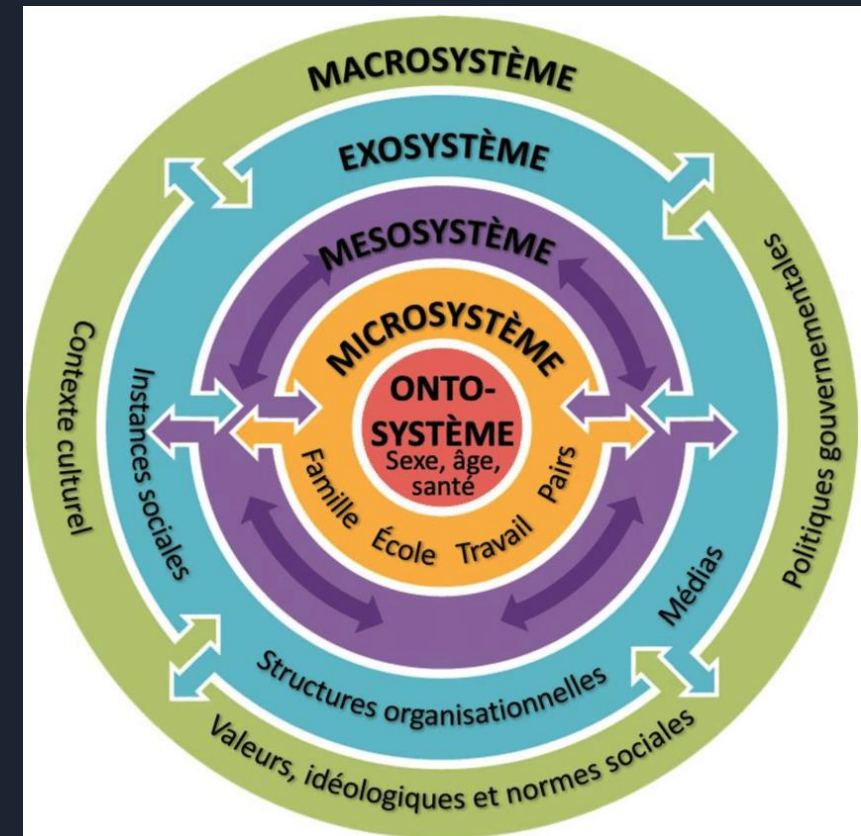 MACROSYSTÈME
EXOSYSTÈME
MESOSYSTÈME
MICROSYSTÈME
ONTO-
SYSTÈME
Sexe, âge,
santé
Famille École Travail Pairs
Instances sociales
Structures organisationnelles
Médias
Contexte culturel
Valeurs, idéologiques et normes sociales
Politiques gouvernementales